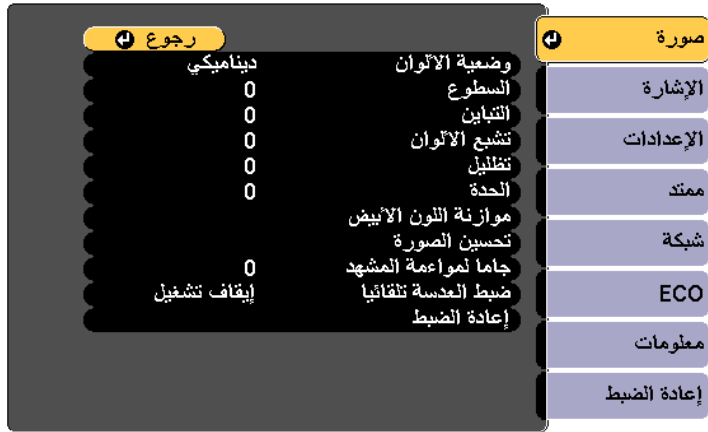 صورة
الإشارة
الإعدادات
ممتد
شبكة
ECO
معلومات
إعادة الضبط
رجوع
وضعية الألوان ديناميكي
السطوع 0
التباين 0
تشبع الألوان 0
تظليل 0
الحدة 0
موازنة اللون الأبيض
تحسين الصورة
جاما لمواءمة المشهد 0
ضبط العدسة تلقائيا إيقاف تشغيل
إعادة الضبط